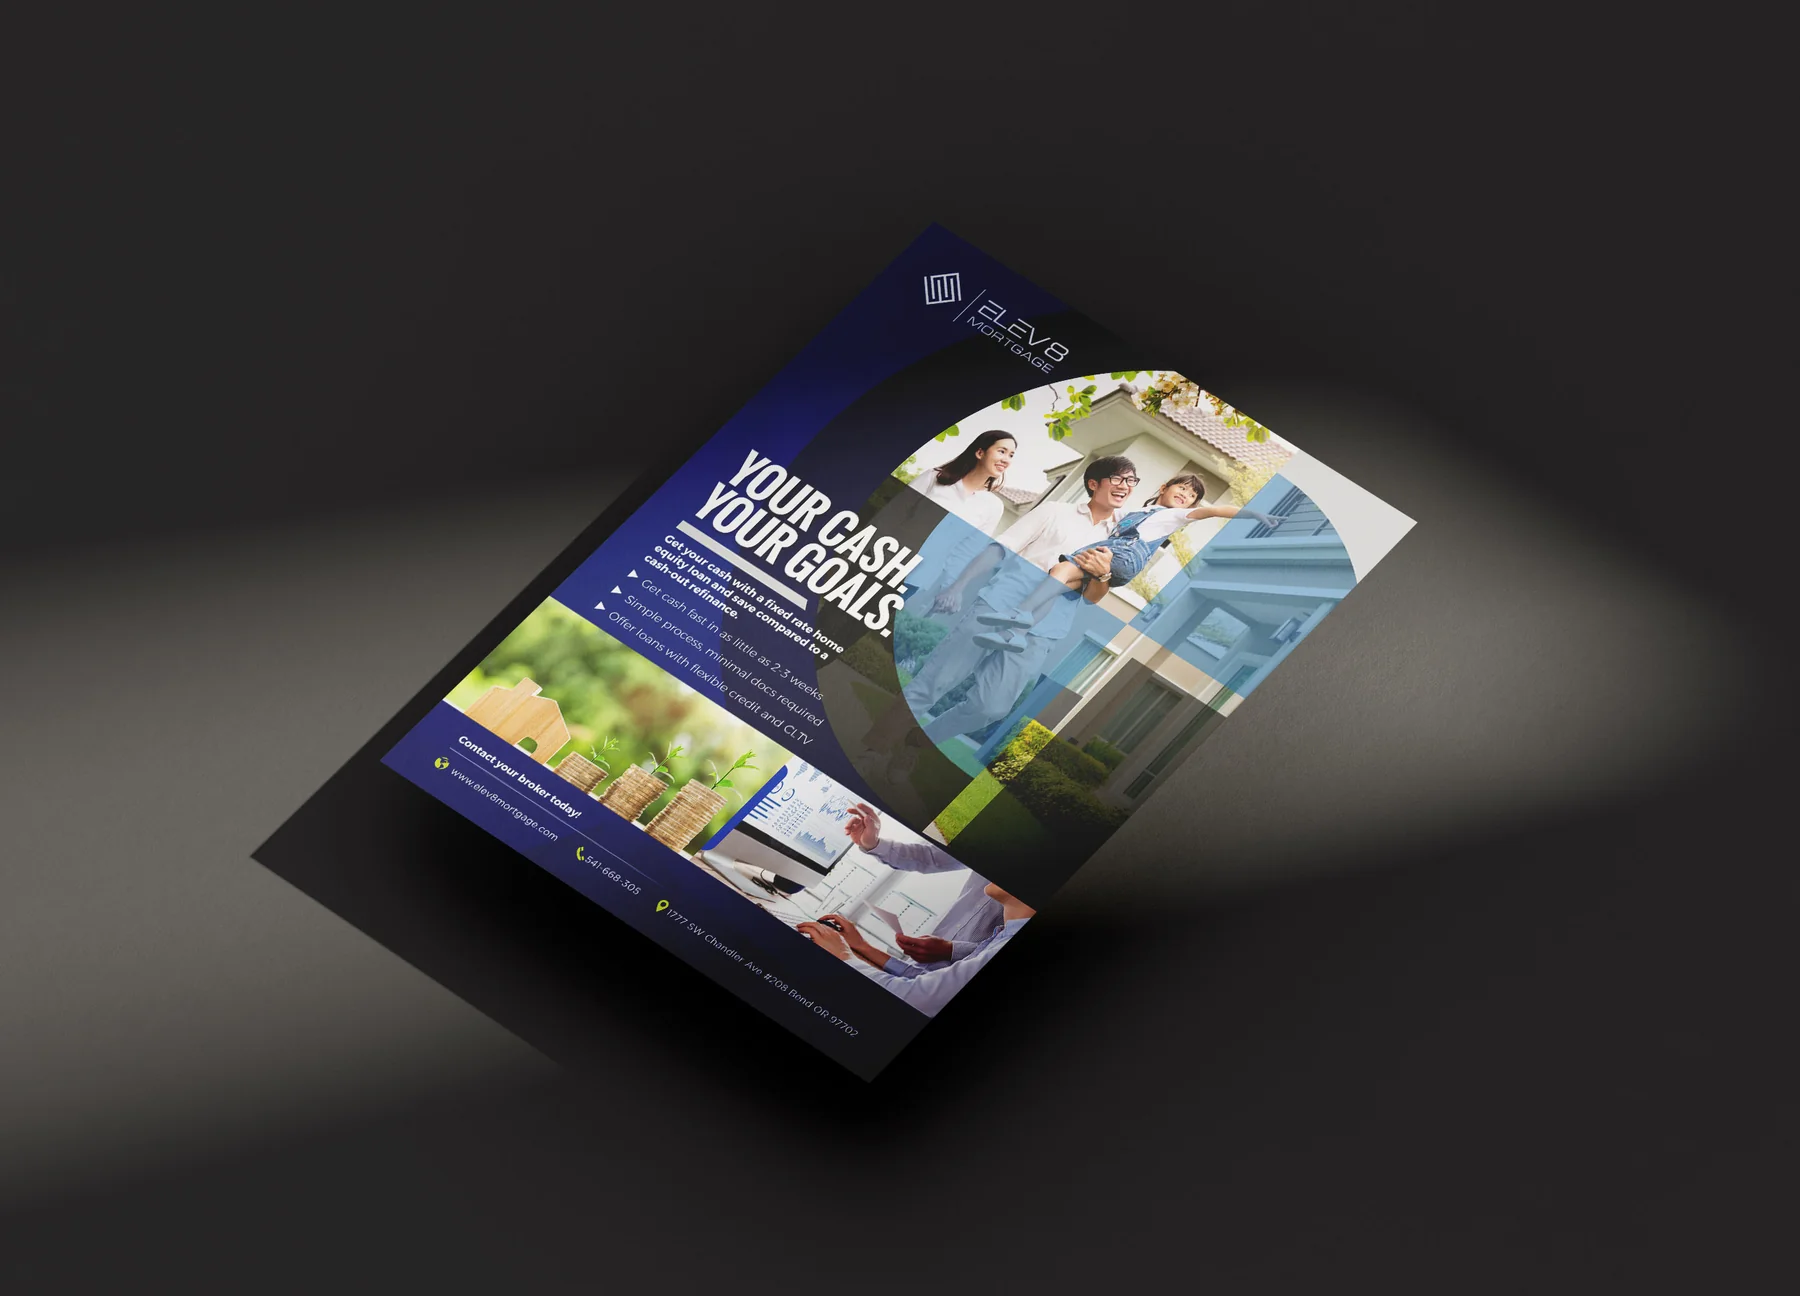 ELEV8
MORTGAGE
YOUR CASH.
YOUR GOALS.
Get your cash with a fixed rate home
equity loan and save compared to a
cash-out refinance.
Get cash fast in as little as 2-3 weeks
Simple process, minimal docs required
Offer loans with flexible credit and CLTV
Contact your broker today!
www.elev8mortgage.com
541-668-305
1777 SW Chandler Ave #208 Bend OR 97702